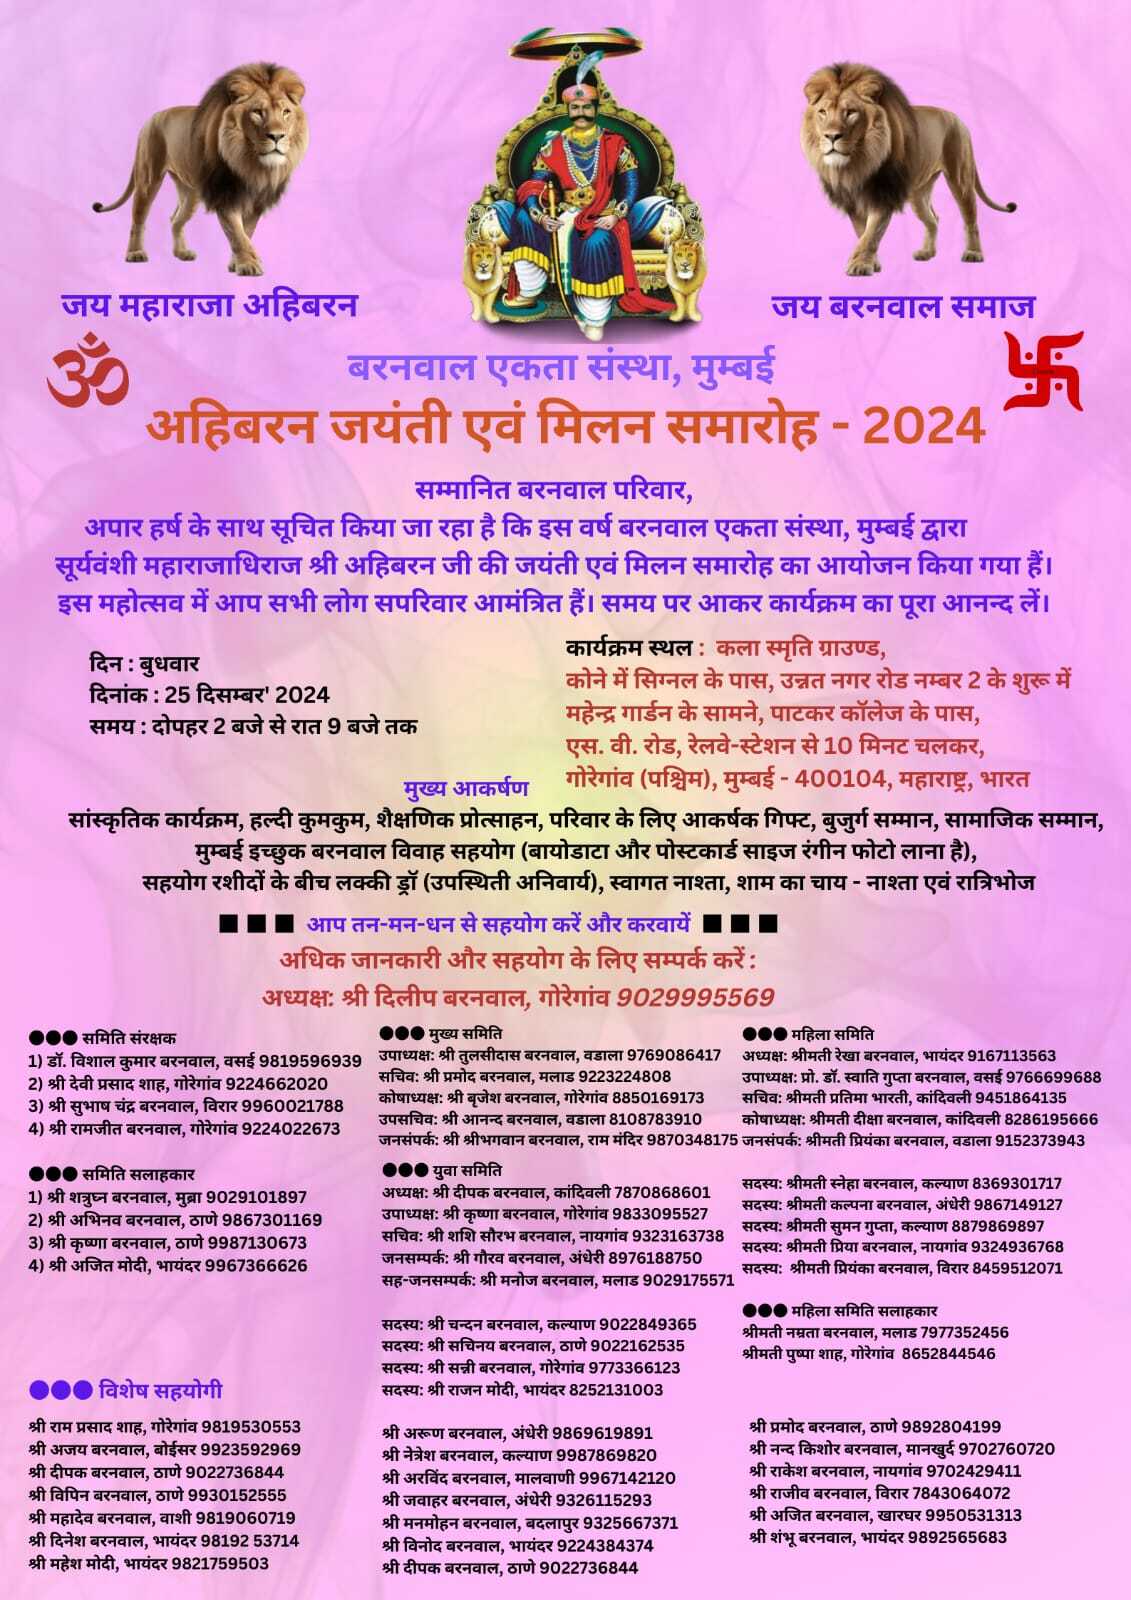 जय महाराजा अहिबरन
जय बरनवाल समाज
ॐ
बरनवाल एकता संस्था, मुम्बई
अहिबरन जयंती एवं मिलन समारोह - 2024
सम्मानित बरनवाल परिवार,
अपार हर्ष के साथ सूचित किया जा रहा है कि इस वर्ष बरनवाल एकता संस्था, मुम्बई द्वारा
सूर्यवंशी महाराजाधिराज श्री अहिबरन जी की जयंती एवं मिलन समारोह का आयोजन किया गया हैं।
इस महोत्सव में आप सभी लोग सपरिवार आमंत्रित हैं। समय पर आकर कार्यक्रम का पूरा आनन्द लें।
दिन : बुधवार
दिनांक : 25 दिसम्बर' 2024
समय : दोपहर 2 बजे से रात 9 बजे तक
कार्यक्रम स्थल : कला स्मृति ग्राउण्ड,
कोने में सिग्नल के पास, उन्नत नगर रोड नम्बर 2 के शुरू में
महेन्द्र गार्डन के सामने, पाटकर कॉलेज के पास,
एस. वी. रोड, रेलवे-स्टेशन से 10 मिनट चलकर,
गोरेगांव (पश्चिम), मुम्बई - 400104, महाराष्ट्र, भारत
मुख्य आकर्षण
सांस्कृतिक कार्यक्रम, हल्दी कुमकुम, शैक्षणिक प्रोत्साहन, परिवार के लिए आकर्षक गिफ्ट, बुजुर्ग सम्मान, सामाजिक सम्मान,
मुम्बई इच्छुक बरनवाल विवाह सहयोग (बायोडाटा और पोस्टकार्ड साइज रंगीन फोटो लाना है),
सहयोग रशीदों के बीच लक्की ड्रॉ (उपस्थिती अनिवार्य), स्वागत नाश्ता, शाम का चाय - नाश्ता एवं रात्रिभोज
■ ■ ■ आप तन-मन-धन से सहयोग करें और करवायें ■ ■ ■
अधिक जानकारी और सहयोग के लिए सम्पर्क करें :
अध्यक्ष: श्री दिलीप बरनवाल, गोरेगांव 9029995569
●●● समिति संरक्षक
1) डॉ. विशाल कुमार बरनवाल, वसई 9819596939
2) श्री देवी प्रसाद शाह, गोरेगांव 9224662020
3) श्री सुभाष चंद्र बरनवाल, विरार 9960021788
4) श्री रामजीत बरनवाल, गोरेगांव 9224022673
●●● समिति सलाहकार
1) श्री शत्रुघ्न बरनवाल, मुब्रा 9029101897
2) श्री अभिनव बरनवाल, ठाणे 9867301169
3) श्री कृष्णा बरनवाल, ठाणे 9987130673
4) श्री अजित मोदी, भायंदर 9967366626
●●● मुख्य समिति
उपाध्यक्ष: श्री तुलसीदास बरनवाल, वडाला 9769086417
सचिव: श्री प्रमोद बरनवाल, मलाड 9223224808
कोषाध्यक्ष: श्री बृजेश बरनवाल, गोरेगांव 8850169173
उपसचिव: श्री आनन्द बरनवाल, वडाला 8108783910
जनसंपर्क: श्री श्रीभगवान बरनवाल, राम मंदिर 9870348175
●●● युवा समिति
अध्यक्ष: श्री दीपक बरनवाल, कांदिवली 7870868601
उपाध्यक्ष: श्री कृष्णा बरनवाल, गोरेगांव 9833095527
सचिव: श्री शशि सौरभ बरनवाल, नायगांव 9323163738
जनसम्पर्क: श्री गौरव बरनवाल, अंधेरी 8976188750
सह-जनसम्पर्क: श्री मनोज बरनवाल, मलाड 9029175571
सदस्य: श्री चन्दन बरनवाल, कल्याण 9022849365
सदस्य: श्री सचिनय बरनवाल, ठाणे 9022162535
सदस्य: श्री सन्नी बरनवाल, गोरेगांव 9773366123
सदस्य: श्री राजन मोदी, भायंदर 8252131003
●●● महिला समिति
अध्यक्ष: श्रीमती रेखा बरनवाल, भायंदर 9167113563
उपाध्यक्ष: प्रो. डॉ. स्वाति गुप्ता बरनवाल, वसई 9766699688
सचिव: श्रीमती प्रतिमा भारती, कांदिवली 9451864135
कोषाध्यक्ष: श्रीमती दीक्षा बरनवाल, कांदिवली 8286195666
जनसंपर्क: श्रीमती प्रियंका बरनवाल, वडाला 9152373943
सदस्य: श्रीमती स्नेहा बरनवाल, कल्याण 8369301717
सदस्य: श्रीमती कल्पना बरनवाल, अंधेरी 9867149127
सदस्य: श्रीमती सुमन गुप्ता, कल्याण 8879869897
सदस्य: श्रीमती प्रिया बरनवाल, नायगांव 9324936768
सदस्य: श्रीमती प्रियंका बरनवाल, विरार 8459512071
●●● महिला समिति सलाहकार
श्रीमती नम्रता बरनवाल, मलाड 7977352456
श्रीमती पुष्पा शाह, गोरेगांव 8652844546
●●● विशेष सहयोगी
श्री राम प्रसाद शाह, गोरेगांव 9819530553
श्री अजय बरनवाल, बोईसर 9923592969
श्री दीपक बरनवाल, ठाणे 9022736844
श्री विपिन बरनवाल, ठाणे 9930152555
श्री महादेव बरनवाल, वाशी 9819060719
श्री दिनेश बरनवाल, भायंदर 98192 53714
श्री महेश मोदी, भायंदर 9821759503
श्री अरूण बरनवाल, अंधेरी 9869619891
श्री नेत्रेश बरनवाल, कल्याण 9987869820
श्री अरविंद बरनवाल, मालवाणी 9967142120
श्री जवाहर बरनवाल, अंधेरी 9326115293
श्री मनमोहन बरनवाल, बदलापुर 9325667371
श्री विनोद बरनवाल, भायंदर 9224384374
श्री दीपक बरनवाल, ठाणे 9022736844
श्री प्रमोद बरनवाल, ठाणे 9892804199
श्री नन्द किशोर बरनवाल, मानखुर्द 9702760720
श्री राकेश बरनवाल, नायगांव 9702429411
श्री राजीव बरनवाल, विरार 7843064072
श्री अजित बरनवाल, खारघर 9950531313
श्री शंभू बरनवाल, भायंदर 9892565683